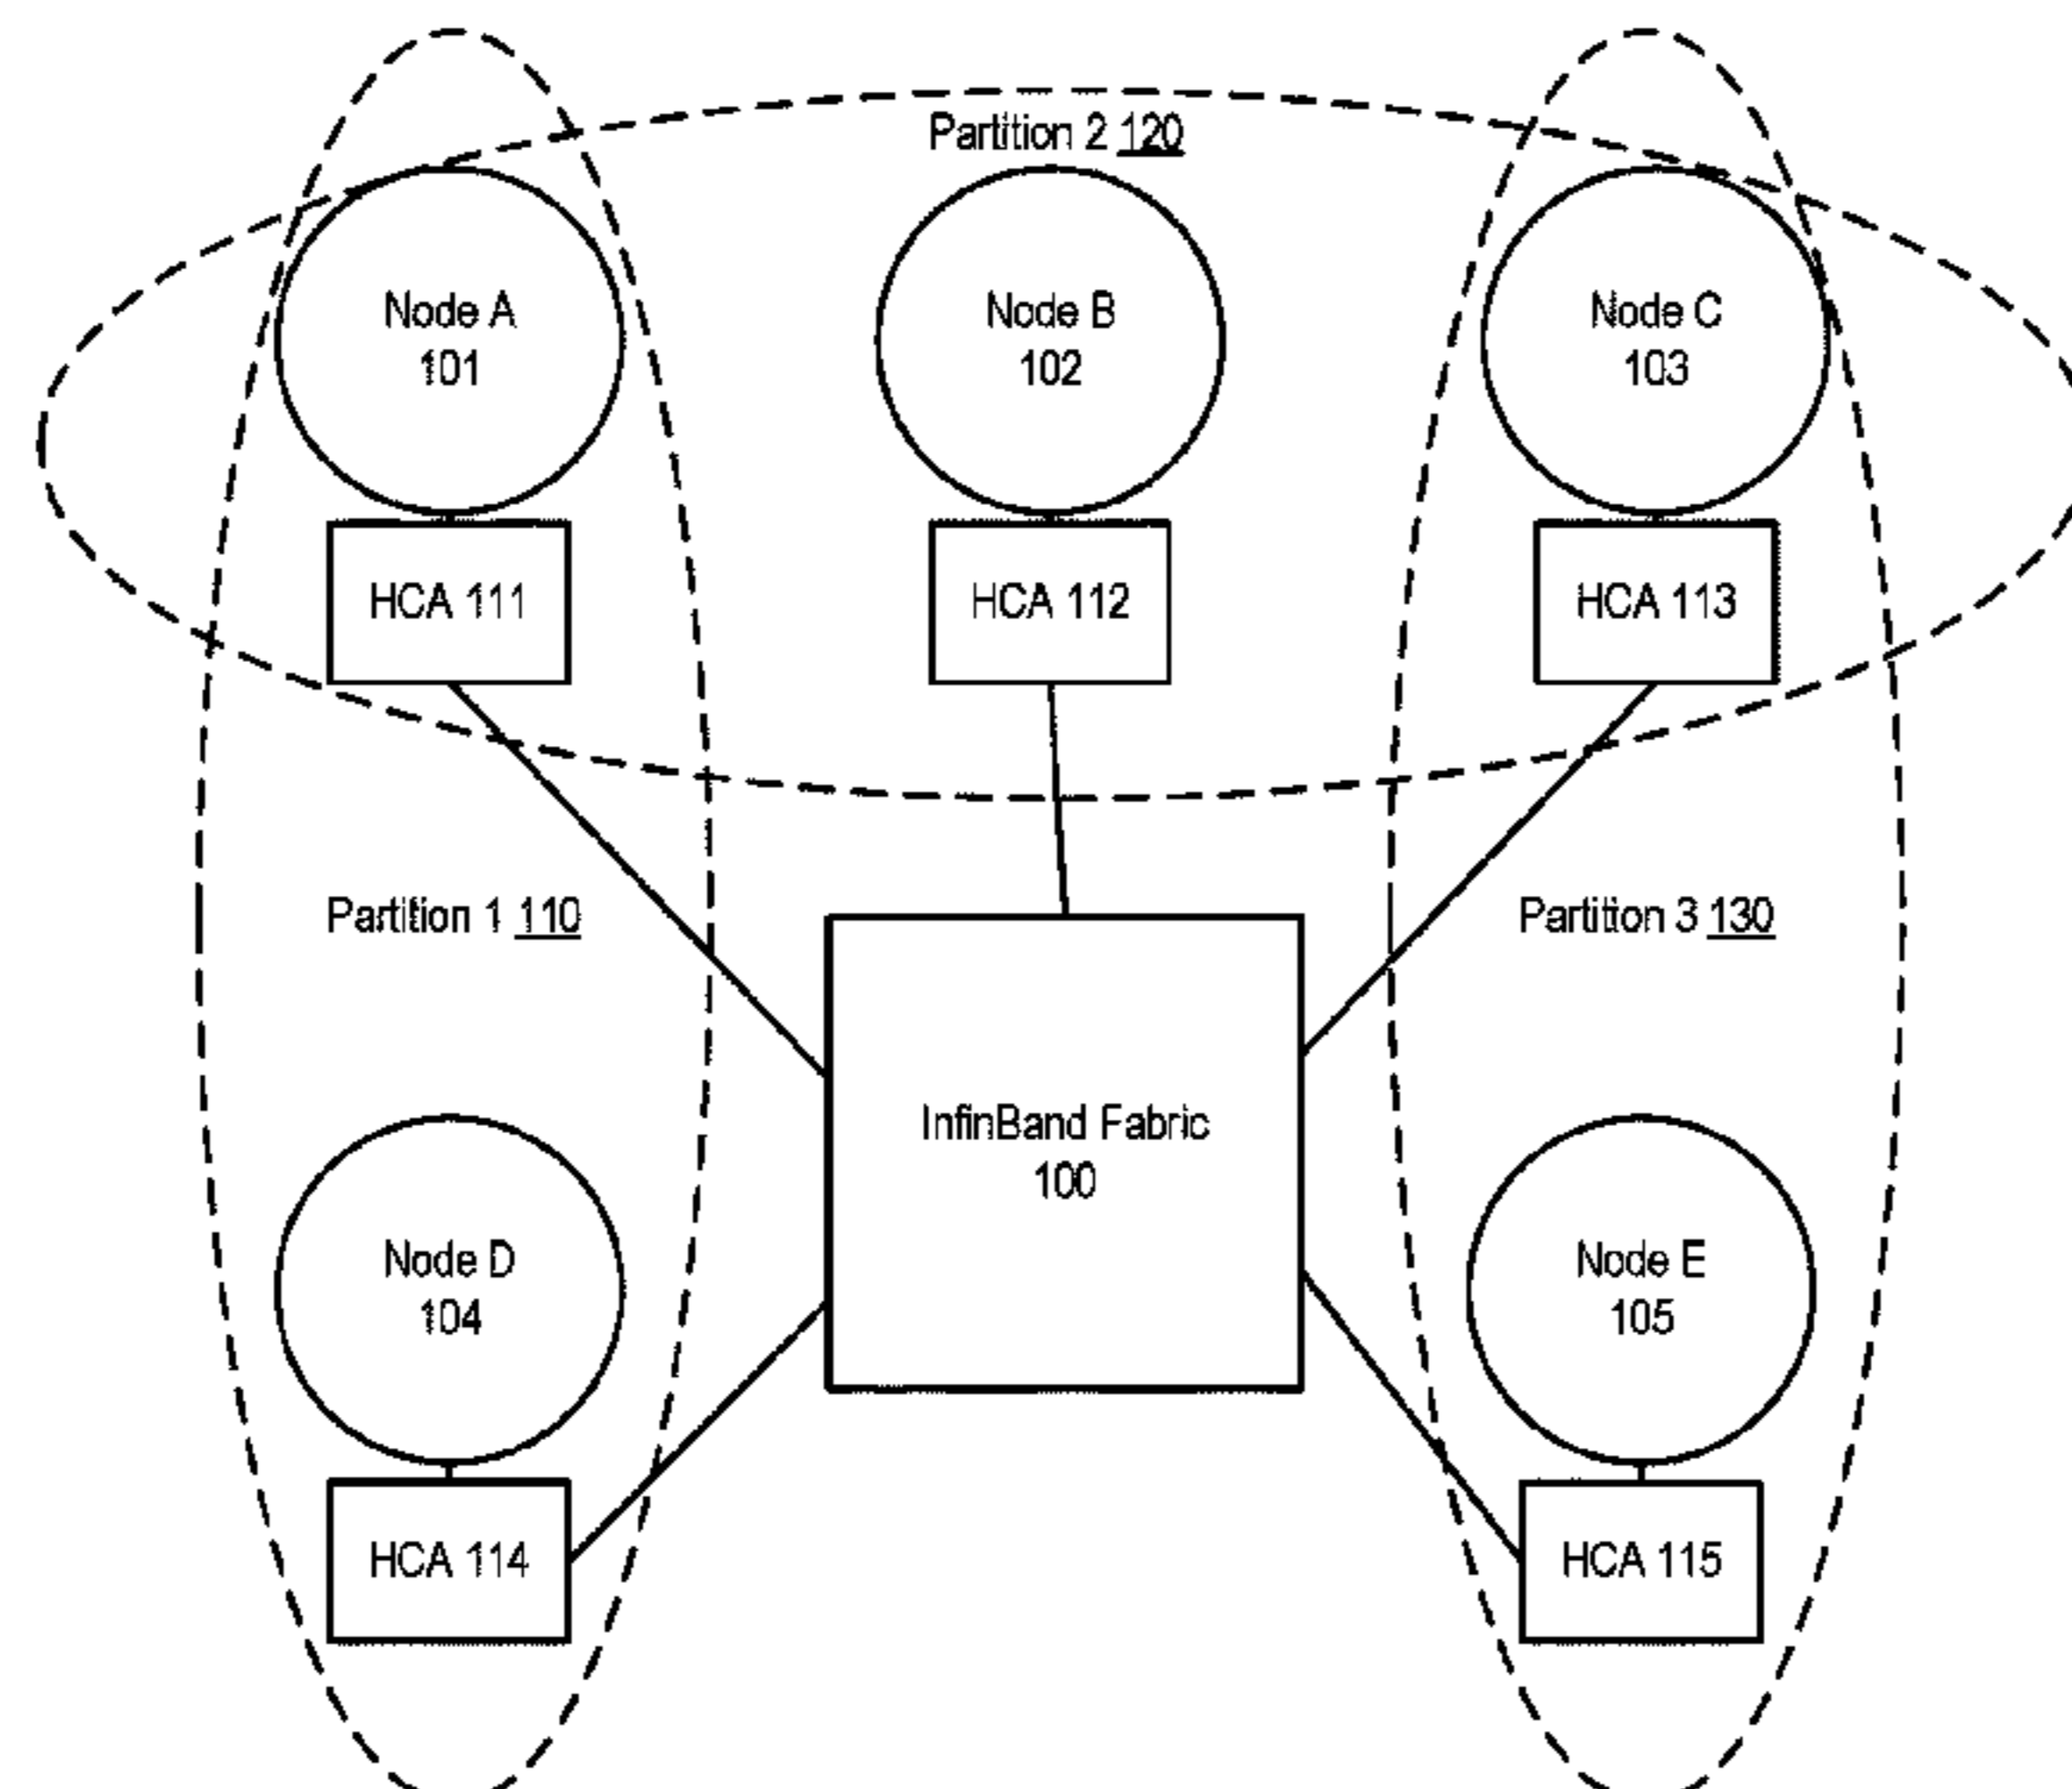 Partition 2 120
Node A
101
Node B
102
Node C
103
HCA 111
HCA 112
HCA 113
Partition 1 110
Partition 3 130
InfinBand Fabric
100
Node D
104
Node E
105
HCA 114
HCA 115